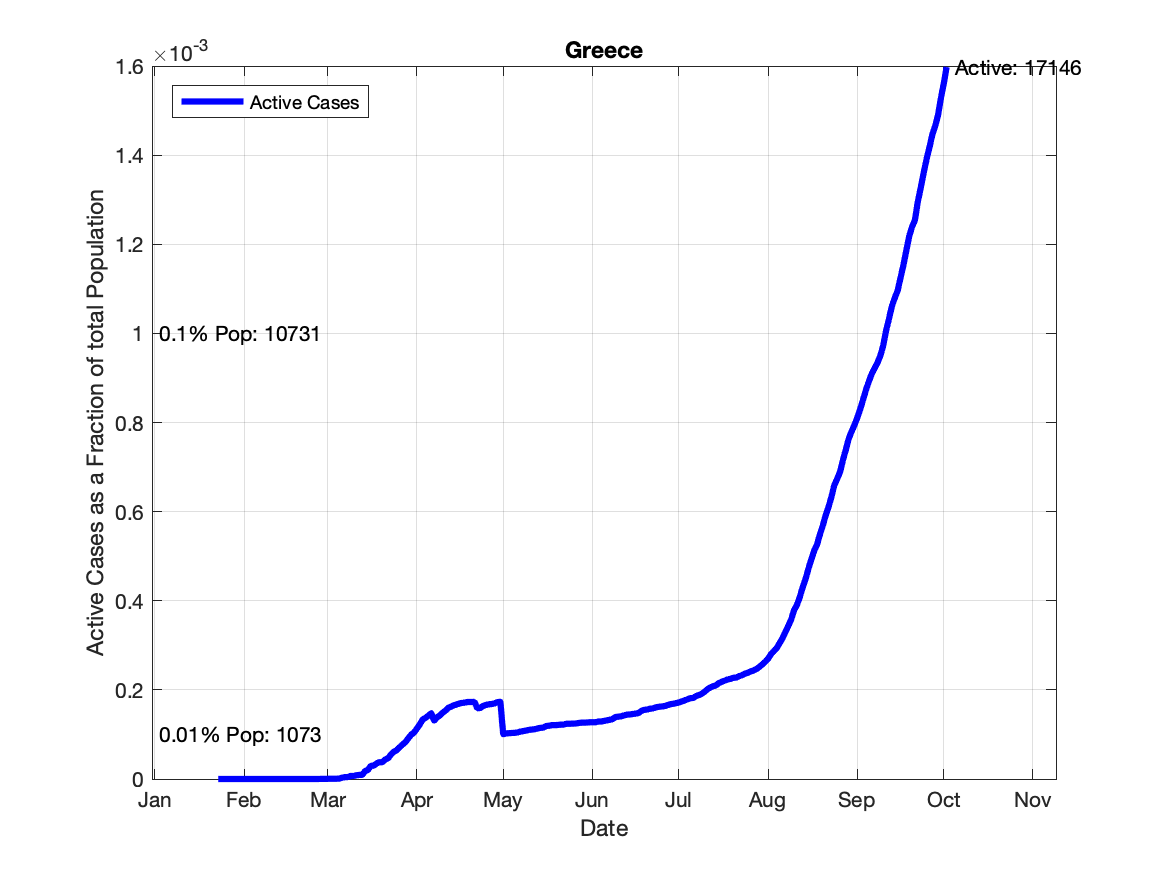 Greece
×10-3
1.6
Active: 17146
Active Cases
1.4
1.2
1
0.1% Pop: 10731
0.8
0.6
0.4
0.2
0.01% Pop: 1073
0
Active Cases as a Fraction of total Population
Jan Feb Mar Apr May Jun Jul Aug Sep Oct Nov
Date